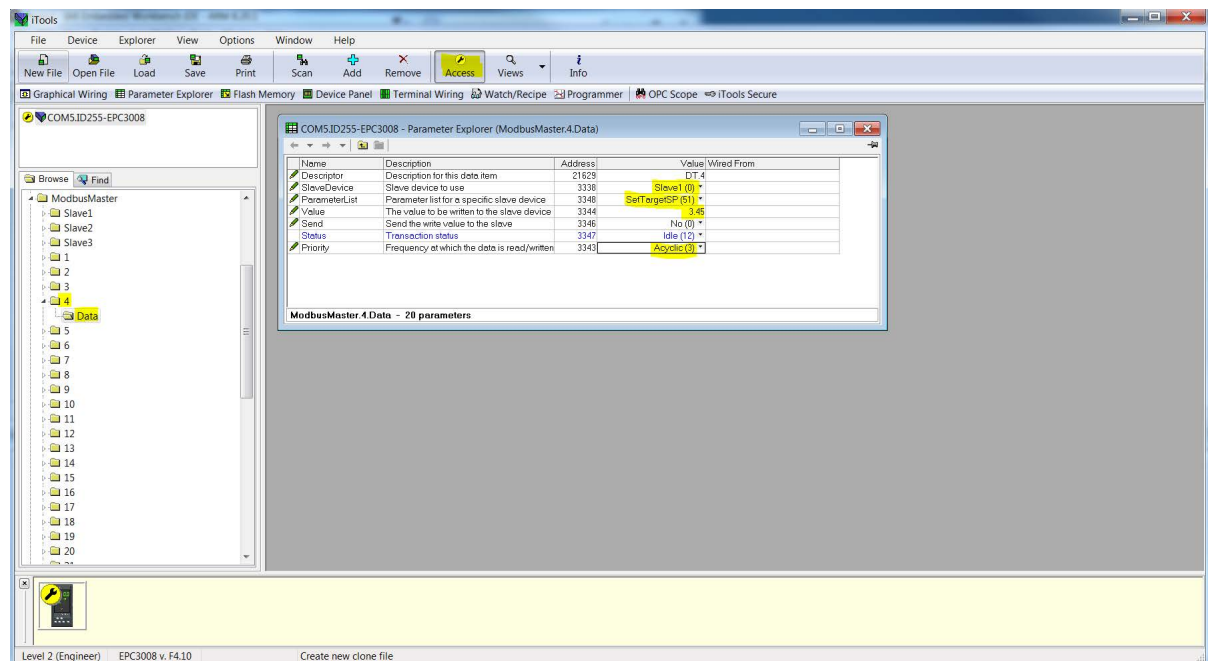 iTools
File Device Explorer View Options Window Help
New File Open File Load Save Print Scan Add Remove Access Views Info
Graphical Wiring Parameter Explorer Flash Memory Device Panel Terminal Wiring Watch/Recipe Programmer OPC Scope iTools Secure
COM5.ID255-EPC3008
Browse Find
ModbusMaster
Slave1
Slave2
Slave3
1
2
3
4
Data
5
6
7
8
9
10
11
12
13
14
15
16
17
18
19
20
COM5.ID255-EPC3008 - Parameter Explorer (ModbusMaster.4.Data)
Name Description Address Value Wired From
Descriptor Description for this data item 21629 DT.4
SlaveDevice Slave device to use 3338 Slave1 (0)
ParameterList Parameter list for a specific slave device 3348 SetTargetSP (51)
Value The value to be written to the slave device 3344 3.45
Send Send the write value to the slave 3346 No (0)
Status Transaction status 3347 Idle (12)
Priority Frequency at which the data is read/written 3343 Acyclic (3)
ModbusMaster.4.Data - 20 parameters
Level 2 (Engineer) EPC3008 v. F4.10 Create new clone file